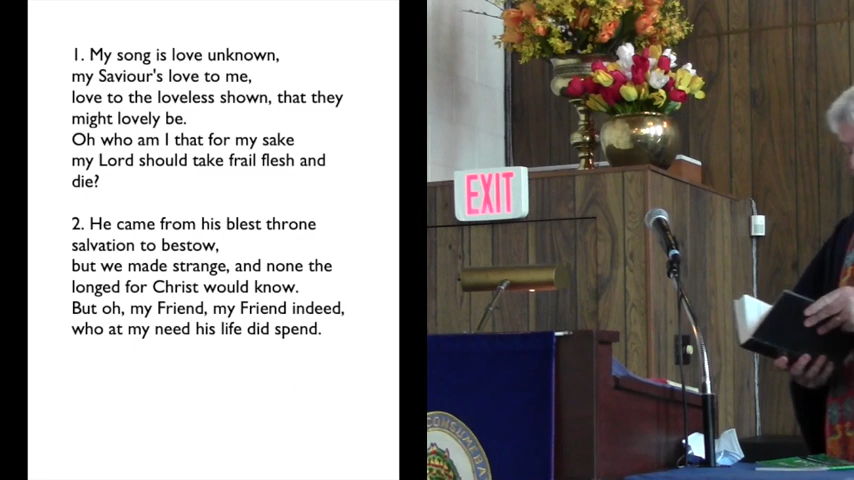 1. My song is love unknown,
my Saviour's love to me,
love to the loveless shown, that they
might lovely be.
Oh who am I that for my sake
my Lord should take frail flesh and
die?
2. He came from his blest throne
salvation to bestow,
but we made strange, and none the
longed for Christ would know.
But oh, my Friend, my Friend indeed,
who at my need his life did spend.
EXIT
CONSUMEBA